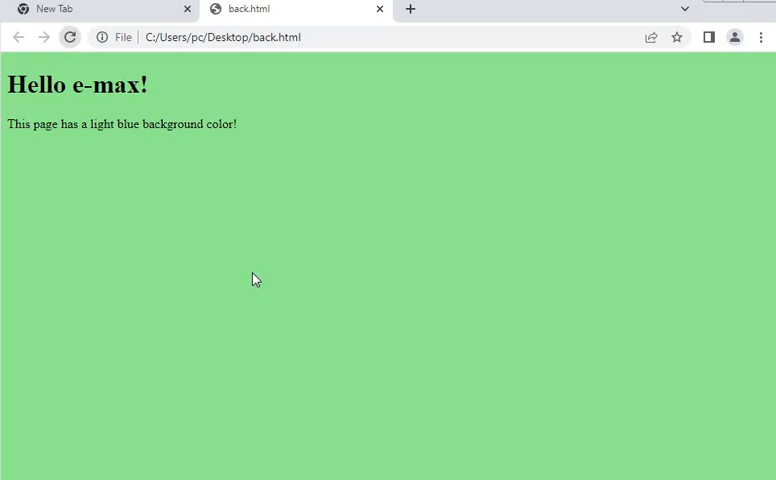 New Tab
back.html
File C:/Users/pc/Desktop/back.html
Hello e-max!
This page has a light blue background color!